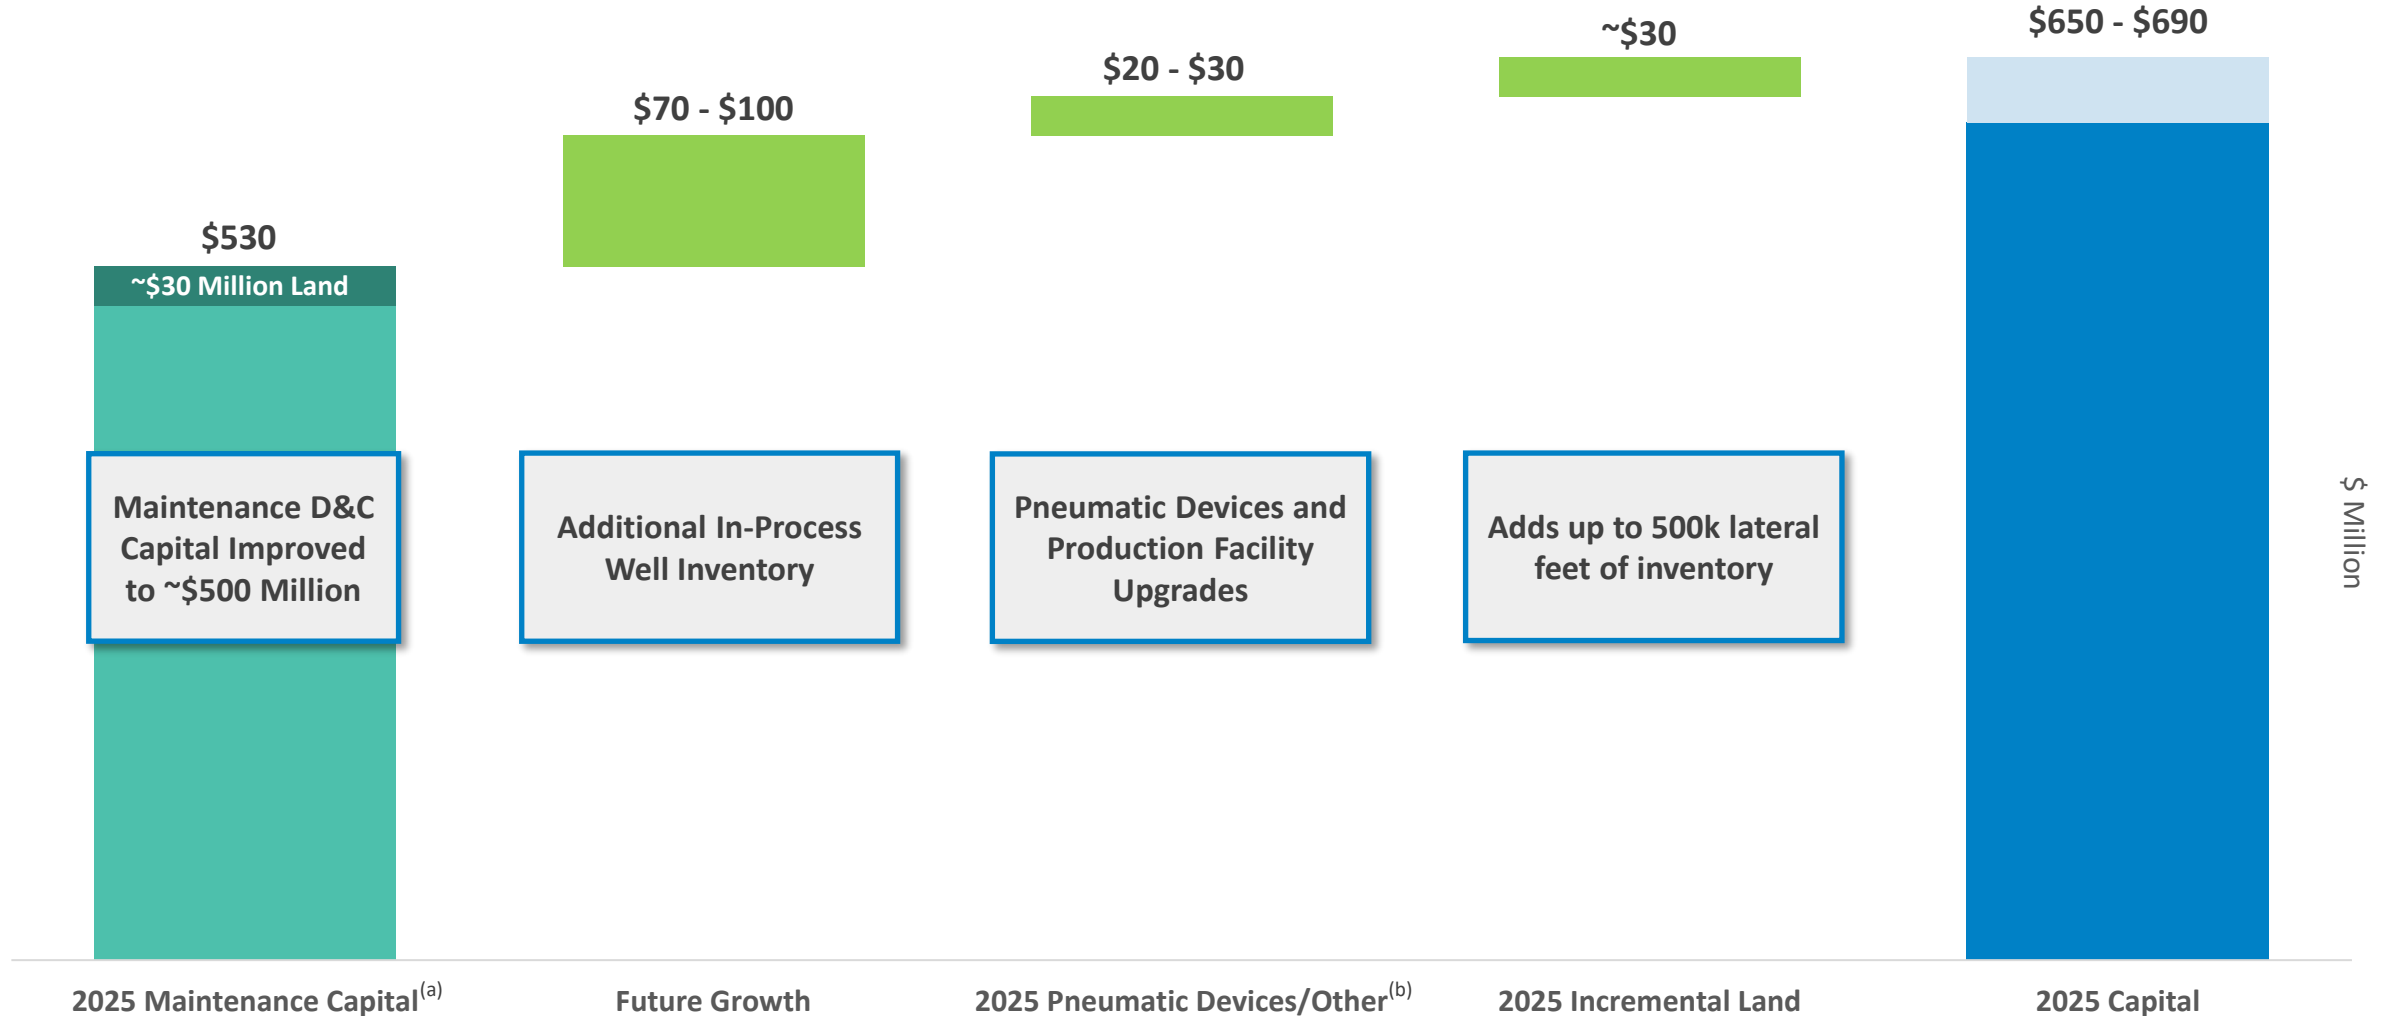 $530
~$30 Million Land
Maintenance D&C
Capital Improved
to ~$500 Million
2025 Maintenance Capital(a)
$70 - $100
Additional In-Process
Well Inventory
Future Growth
$20 - $30
Pneumatic Devices and
Production Facility
Upgrades
2025 Pneumatic Devices/Other(b)
~$30
Adds up to 500k lateral
feet of inventory
2025 Incremental Land
$650 - $690
2025 Capital
$ Million